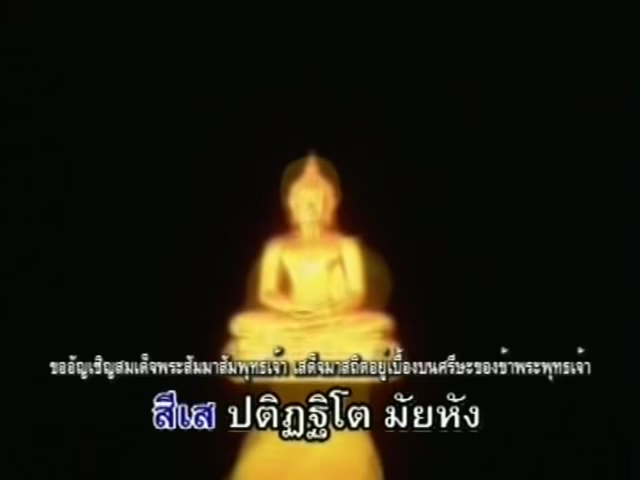 ขออัญเชิญสมเด็จพระสัมมาสัมพุทธเจ้า เสด็จมาสถิตอยู่เบื้องบนศรีษะของข้าพระพุทธเจ้า
สีเส ปติฏฐิโต มัยหัง